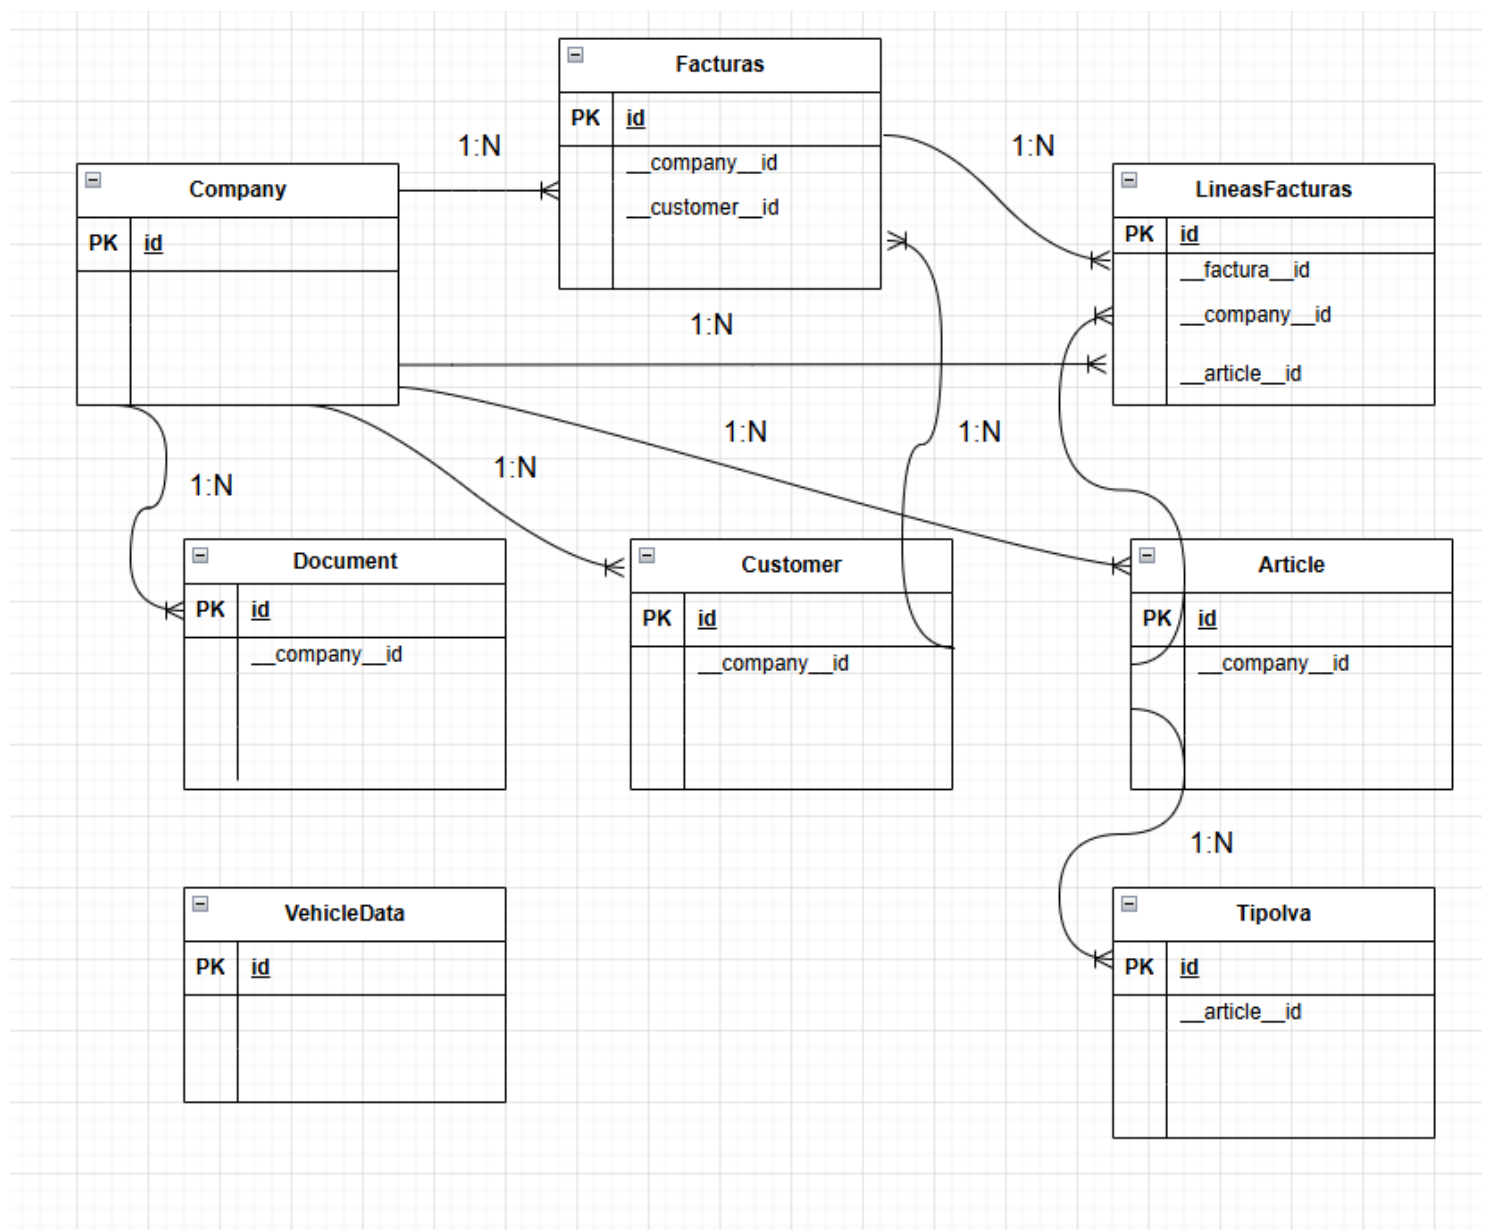 Facturas
PK id
__company__id
__customer__id
1:N
1:N
Company
PK id
LineasFacturas
PK id
__factura__id
__company__id
__article__id
1:N
1:N
1:N
1:N
1:N
Document
PK id
__company__id
Customer
PK id
__company__id
Article
PK id
__company__id
1:N
VehicleData
PK id
TipoIva
PK id
__article__id